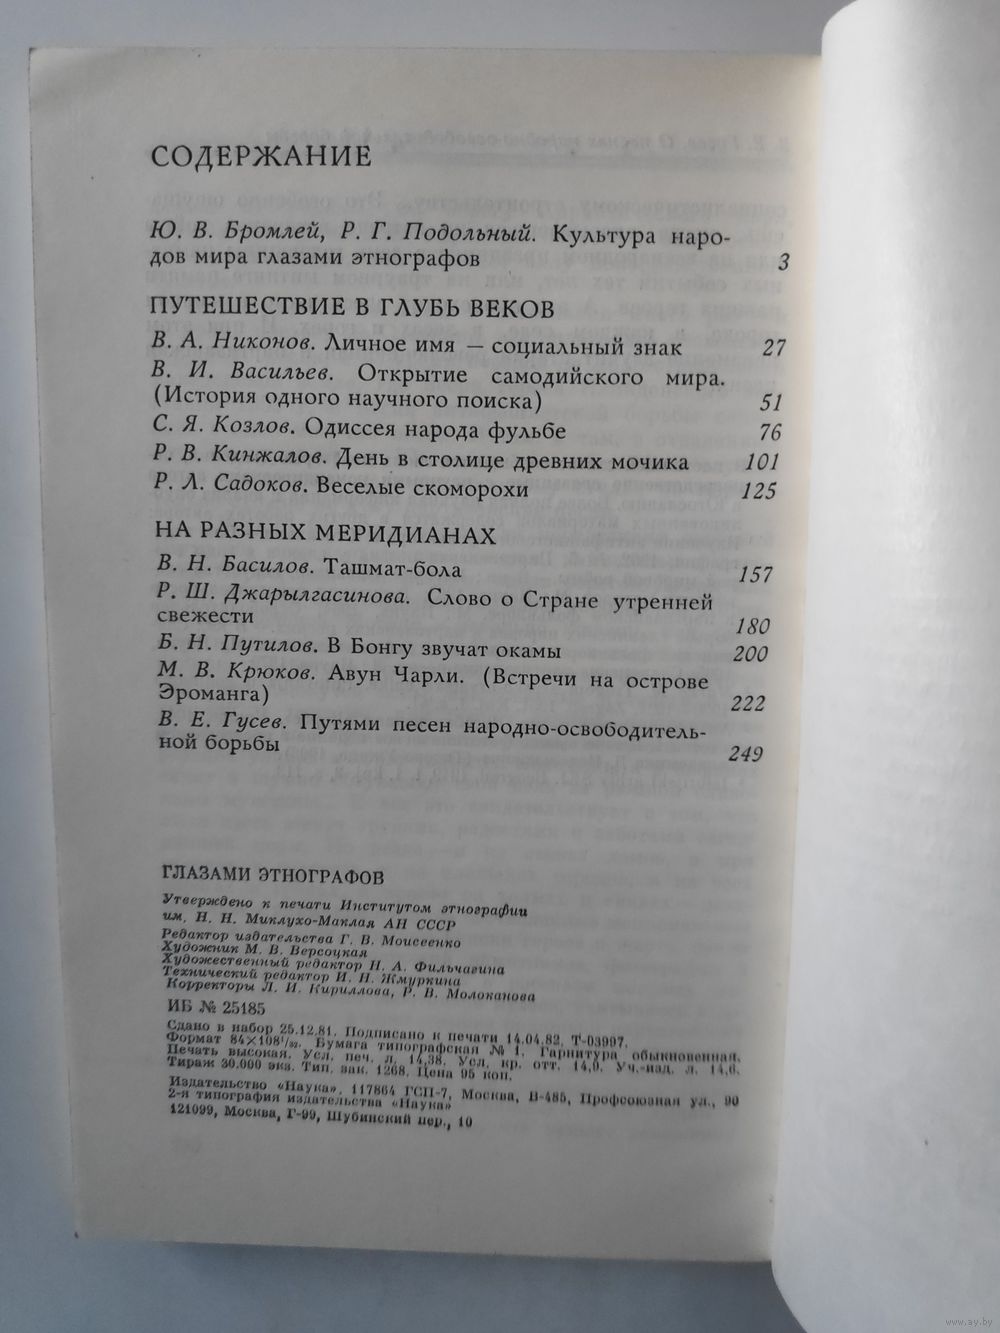 СОДЕРЖАНИЕ
Ю. В. Бромлей, Р. Г. Подольный. Культура наро-
дов мира глазами этнографов 3
ПУТЕШЕСТВИЕ В ГЛУБЬ ВЕКОВ
В. А. Никонов. Личное имя — социальный знак 27
В. И. Васильев. Открытие самодийского мира.
(История одного научного поиска) 51
С. Я. Козлов. Одиссея народа фульбе 76
Р. В. Кинжалов. День в столице древних мочика 101
Р. Л. Садоков. Веселые скоморохи 125
НА РАЗНЫХ МЕРИДИАНАХ
В. Н. Басилов. Ташмат-бола 157
Р. Ш. Джарылгасинова. Слово о Стране утренней
свежести 180
Б. Н. Путилов. В Бонгу звучат окамы 200
М. В. Крюков. Авун Чарли. (Встречи на острове
Эроманга) 222
В. Е. Гусев. Путями песен народно-освободитель-
ной борьбы 249
ГЛАЗАМИ ЭТНОГРАФОВ
Утверждено к печати Институтом этнографии
им. Н. Н. Миклухо-Маклая АН СССР
Редактор издательства Г. В. Моисеенко
Художник М. В. Версоцкая
Художественный редактор Н. А. Фильчагина
Технический редактор И. Н. Жмуркина
Корректоры Л. И. Кириллова, Р. В. Молоканова
ИБ № 25185
Сдано в набор 25.12.81. Подписано к печати 14.04.82. Т-03997.
Формат 84×108¹/₃₂. Бумага типографская № 1. Гарнитура обыкновенная.
Печать высокая. Усл. печ. л. 14,38. Усл. кр. отт. 14,9. Уч.-изд. л. 14,6.
Тираж 30.000 экз. Тип. зак. 1268. Цена 95 коп.
Издательство «Наука», 117864 ГСП-7, Москва, В-485, Профсоюзная ул., 90
2-я типография издательства «Наука»
121099, Москва, Г-99, Шубинский пер., 10
www.ay.by